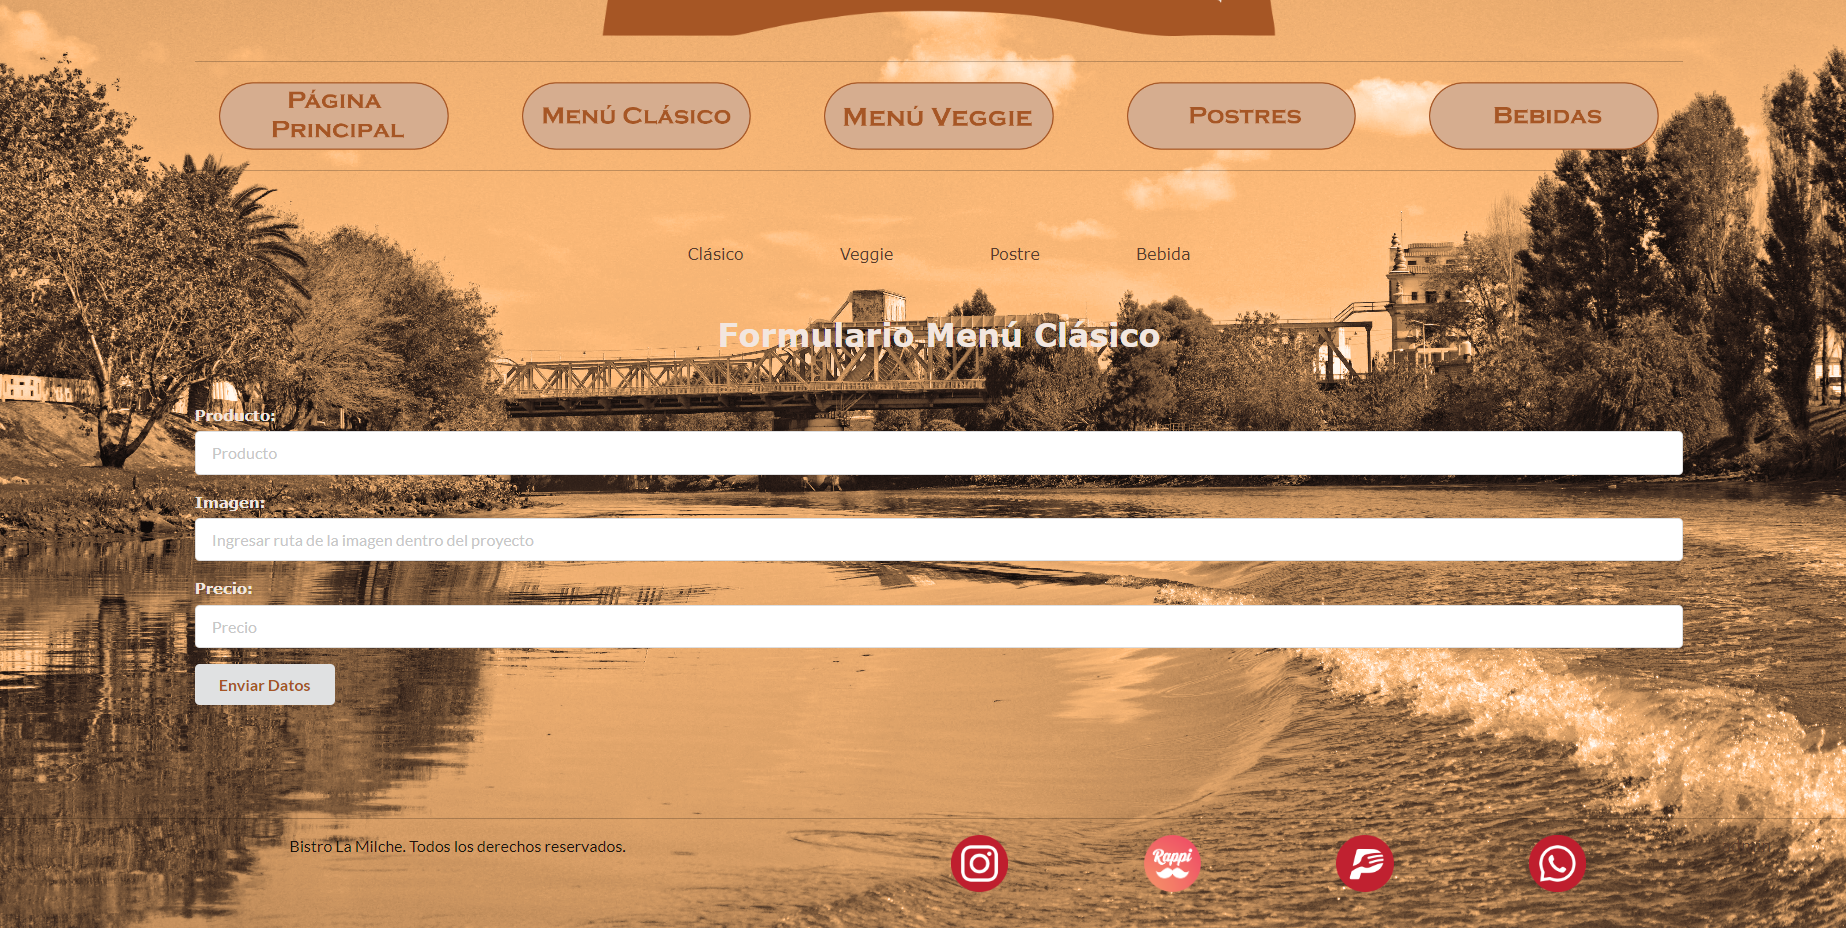 PÁGINA
PRINCIPAL
MENÚ CLÁSICO
MENÚ VEGGIE
POSTRES
BEBIDAS
Clásico
Veggie
Postre
Bebida
Formulario Menú Clásico
Producto:
Producto
Imagen:
Ingresar ruta de la imagen dentro del proyecto
Precio:
Precio
Enviar Datos
Bistro La Milche. Todos los derechos reservados.
Rappi